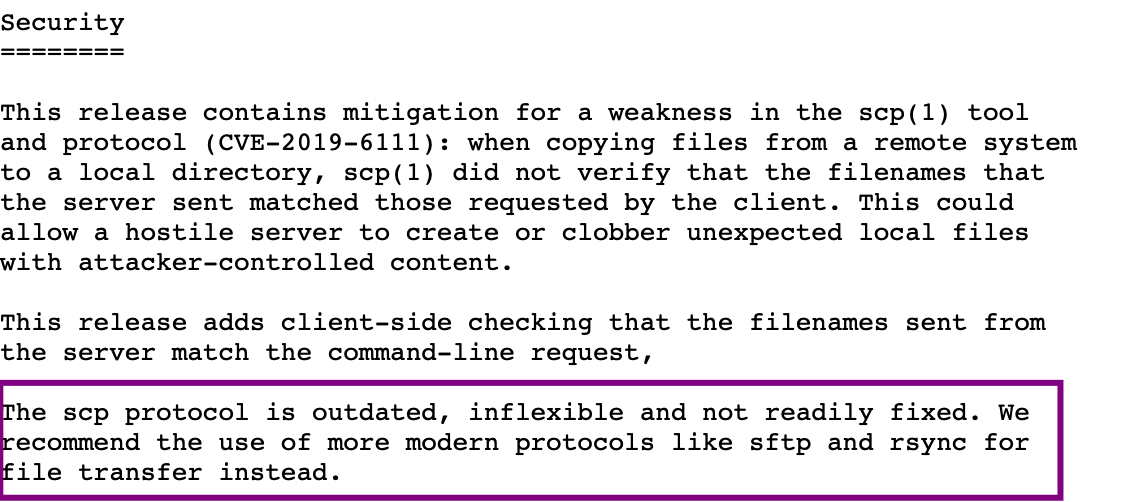 Security
========
This release contains mitigation for a weakness in the scp(1) tool
and protocol (CVE-2019-6111): when copying files from a remote system
to a local directory, scp(1) did not verify that the filenames that
the server sent matched those requested by the client. This could
allow a hostile server to create or clobber unexpected local files
with attacker-controlled content.
This release adds client-side checking that the filenames sent from
the server match the command-line request,
The scp protocol is outdated, inflexible and not readily fixed. We
recommend the use of more modern protocols like sftp and rsync for
file transfer instead.